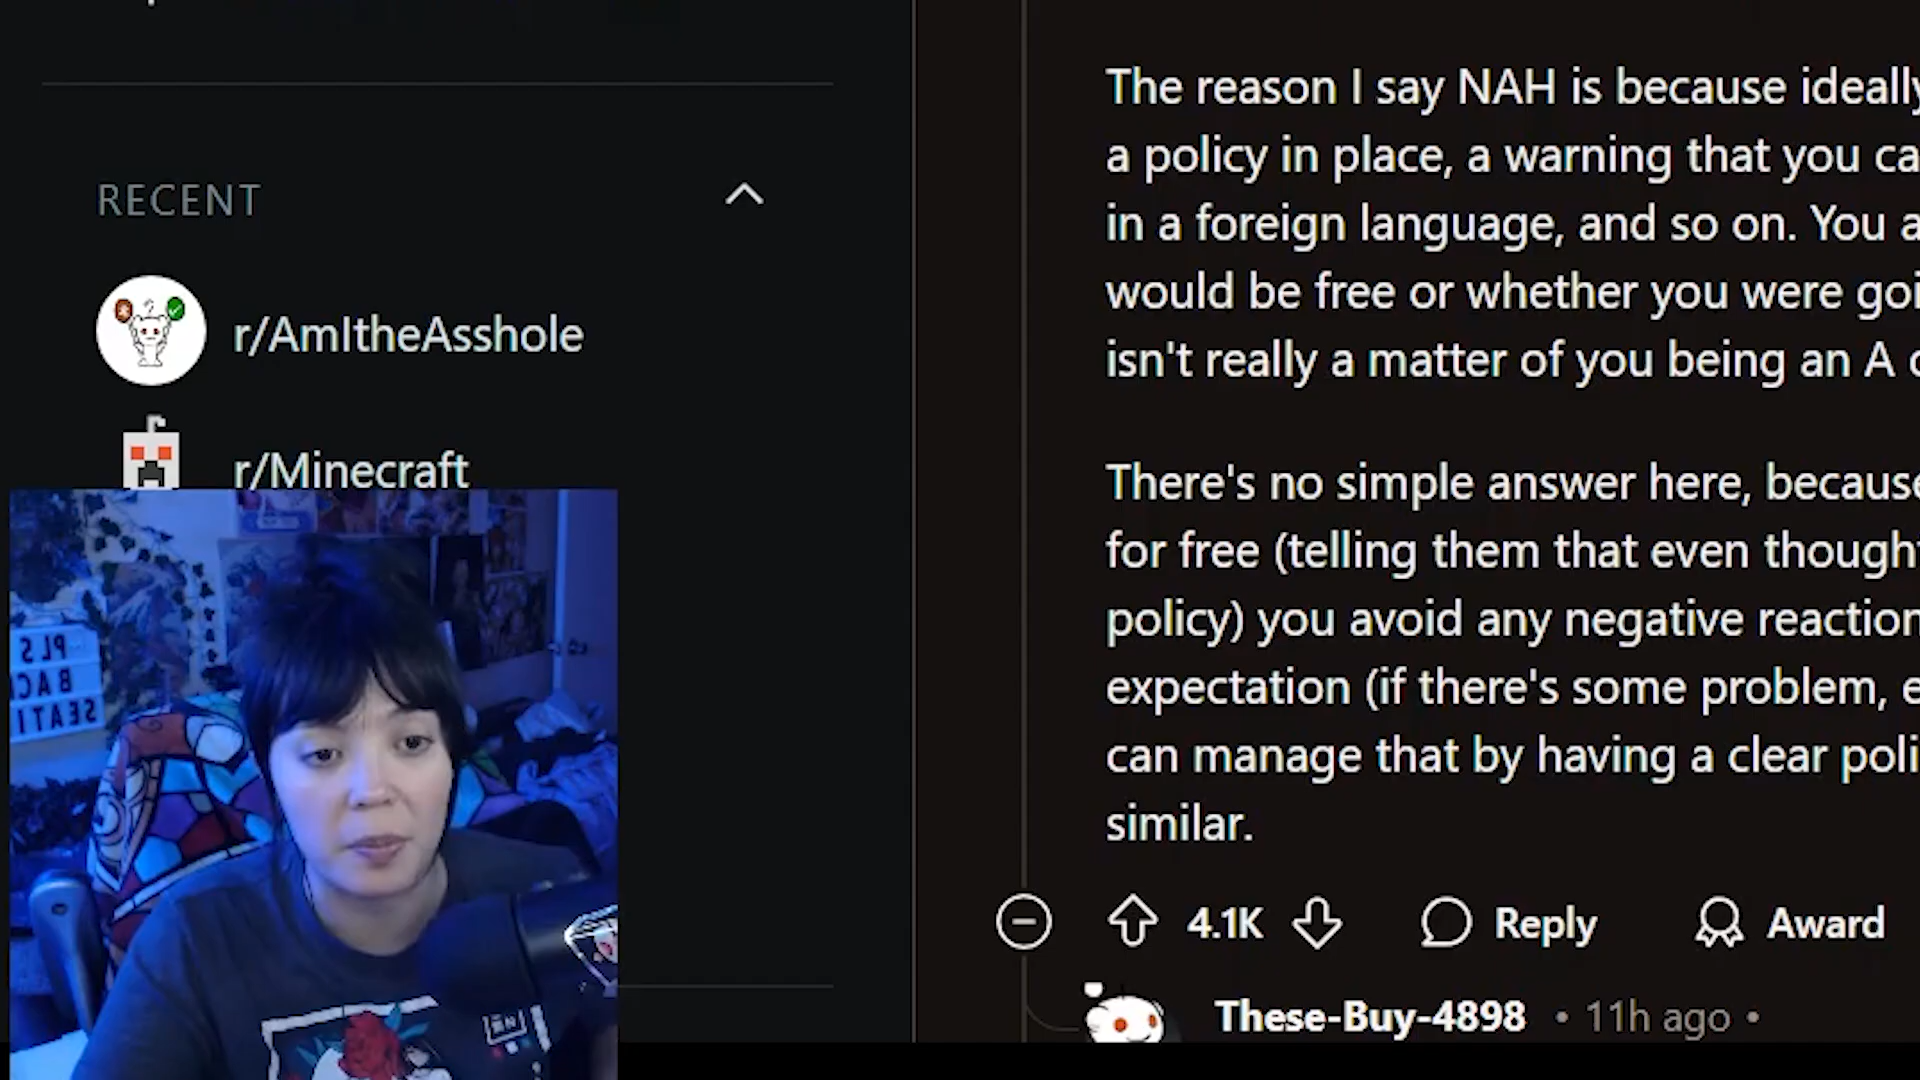 RECENT
r/AmItheAsshole
r/Minecraft
The reason I say NAH is because ideally
a policy in place, a warning that you ca
in a foreign language, and so on. You a
would be free or whether you were goi
isn't really a matter of you being an A
There's no simple answer here, because
for free (telling them that even though
policy) you avoid any negative reaction
expectation (if there's some problem, e
can manage that by having a clear poli
similar.
4.1K
Reply
Award
These-Buy-4898 • 11h ago •
PLS
BAC
SEATI